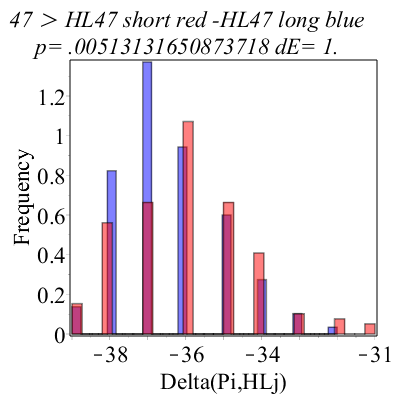 47 > HL47 short red -HL47 long blue
p= .00513131650873718 dE= 1.
1.2
1
0.8
0.6
0.4
0.2
0
Frequency
-38 -36 -34 -31
Delta(Pi,HLj)